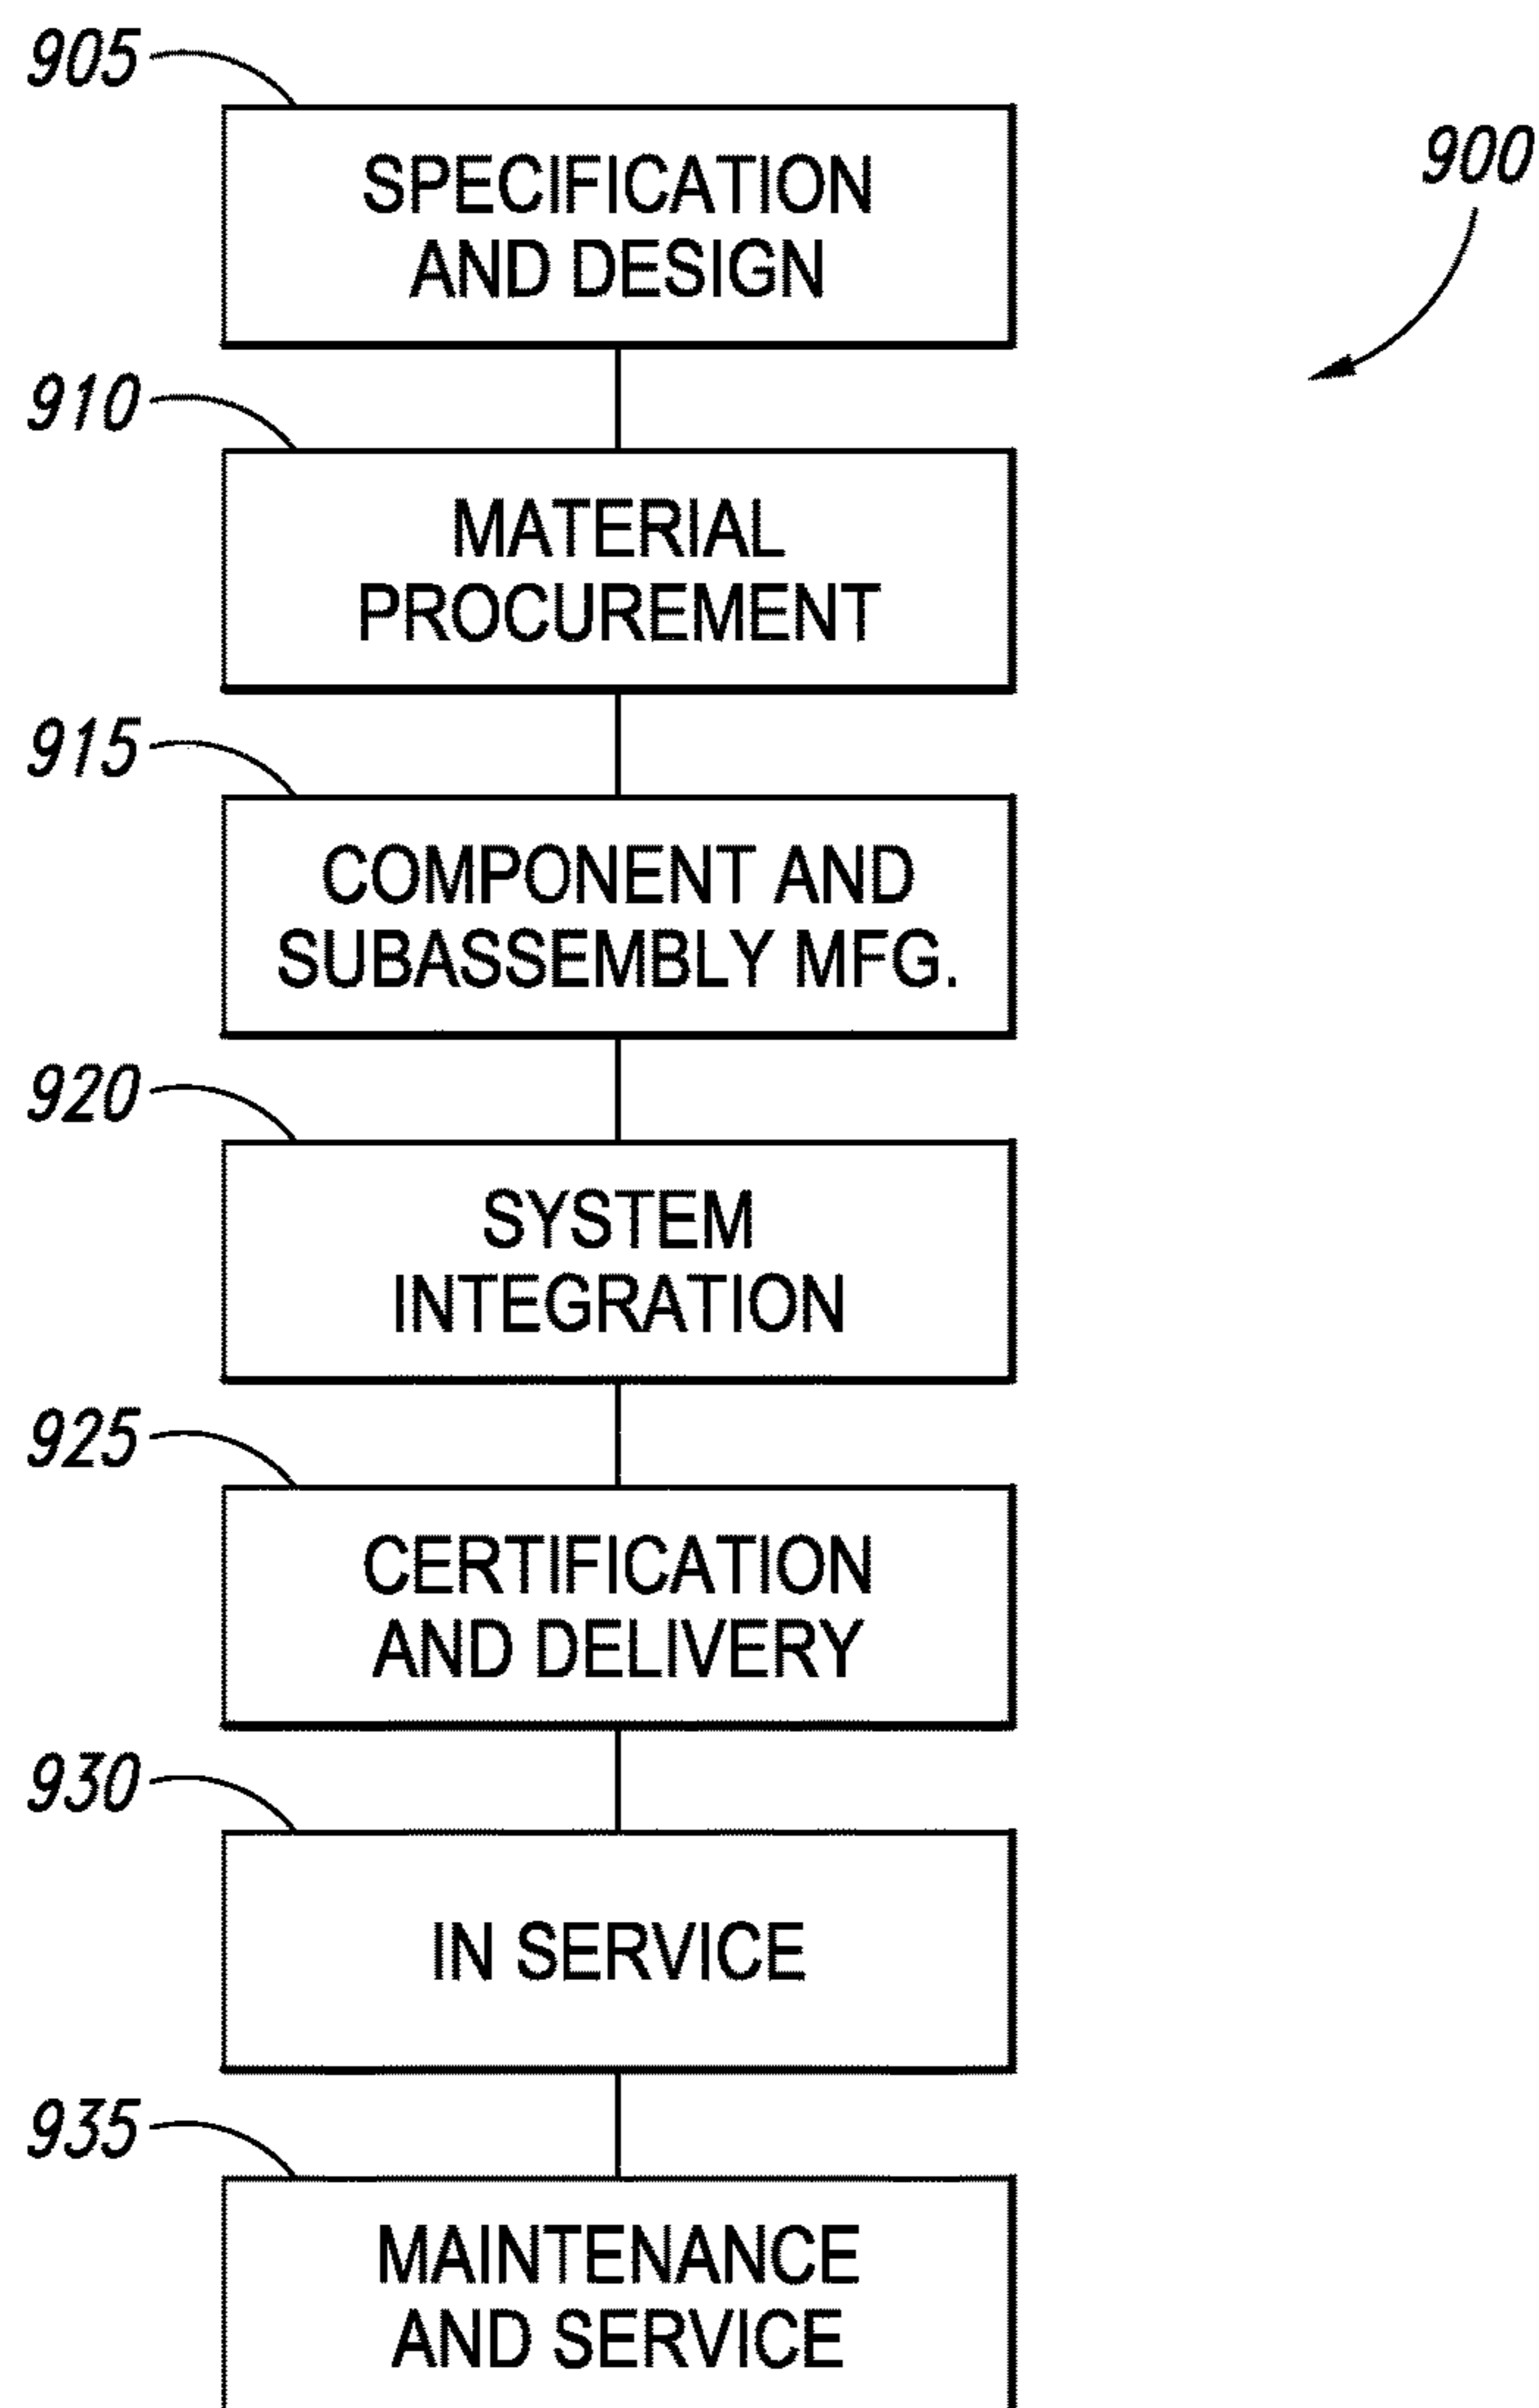 905
SPECIFICATION
AND DESIGN
900
910
MATERIAL
PROCUREMENT
915
COMPONENT AND
SUBASSEMBLY MFG.
920
SYSTEM
INTEGRATION
925
CERTIFICATION
AND DELIVERY
930
IN SERVICE
935
MAINTENANCE
AND SERVICE